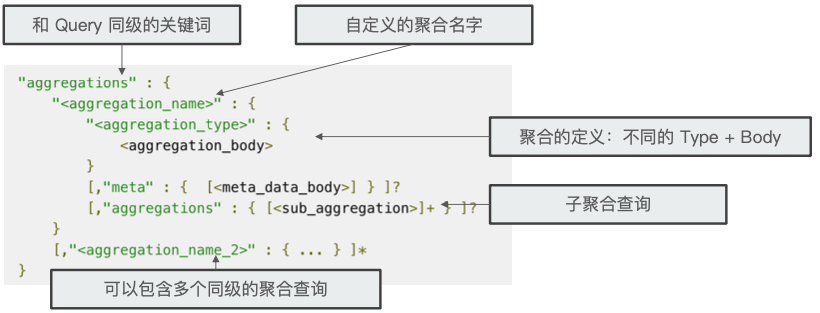 和 Query 同级的关键词
自定义的聚合名字
"aggregations" : {
"<aggregation_name>" : {
"<aggregation_type>" : {
<aggregation_body>
}
[,"meta" : {  [<meta_data_body>] } ]?
[,"aggregations" : { [<sub_aggregation>]+ } ]?
}
[,"<aggregation_name_2>" : { ... } ]*
}
聚合的定义：不同的 Type + Body
子聚合查询
可以包含多个同级的聚合查询